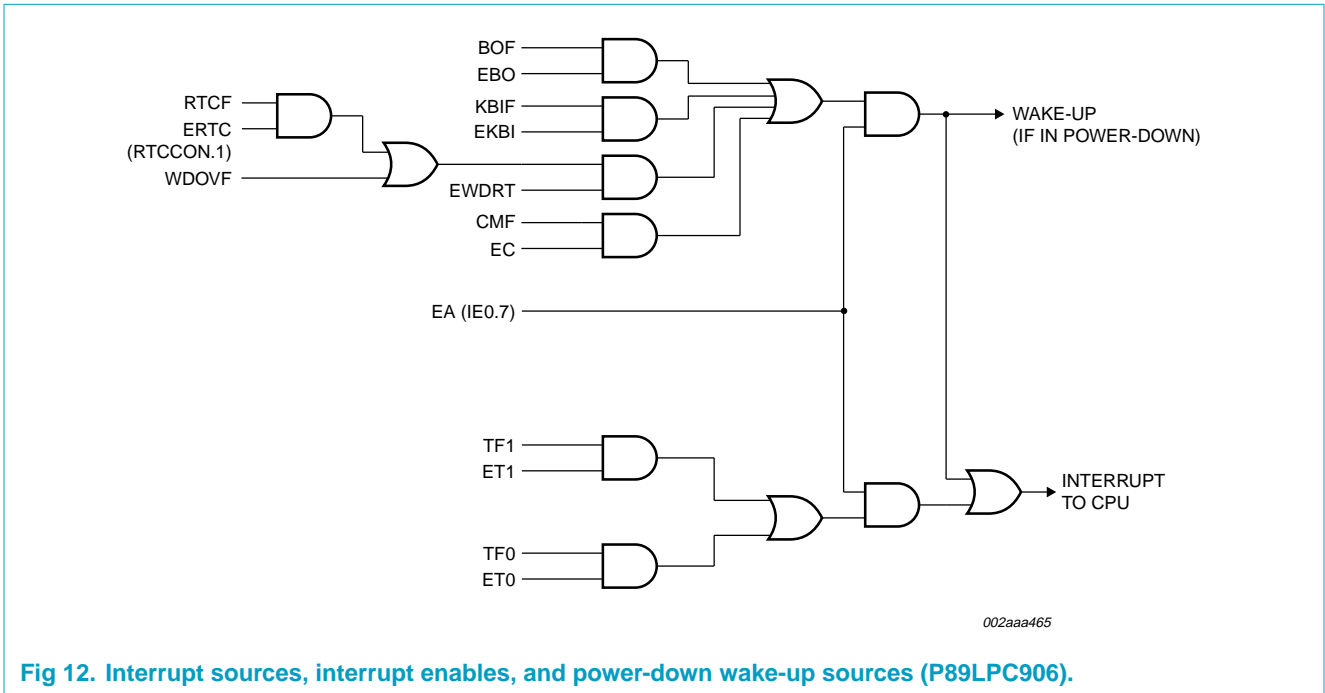 BOF
EBO
RTCF
ERTC
(RTCCON.1)
WDOVF
KBIF
EKBI
EWDRT
CMF
EC
WAKE-UP
(IF IN POWER-DOWN)
EA (IE0.7)
TF1
ET1
TF0
ET0
INTERRUPT
TO CPU
002aaa465
Fig 12. Interrupt sources, interrupt enables, and power-down wake-up sources (P89LPC906).